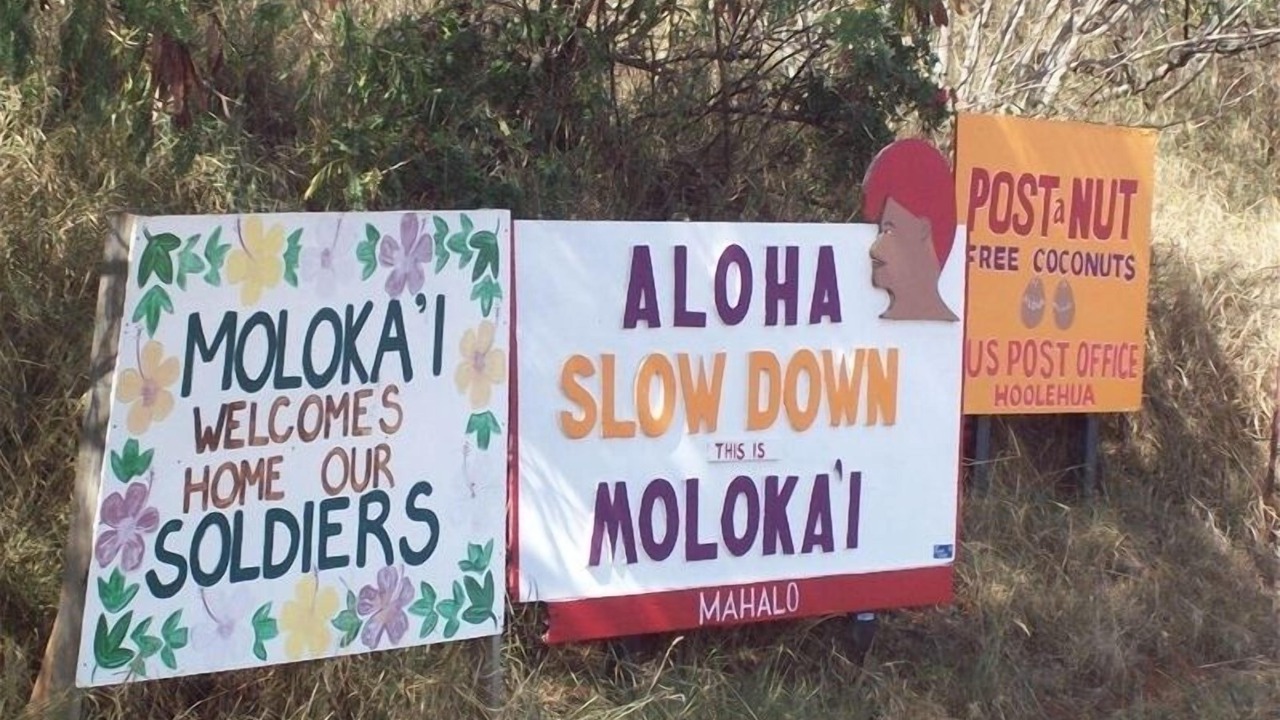 MOLOKA'I
WELCOMES
HOME OUR
SOLDIERS
ALOHA
SLOW DOWN
THIS IS
MOLOKA'I
MAHALO
POST a NUT
FREE COCONUTS
US POST OFFICE
HOOLEHUA